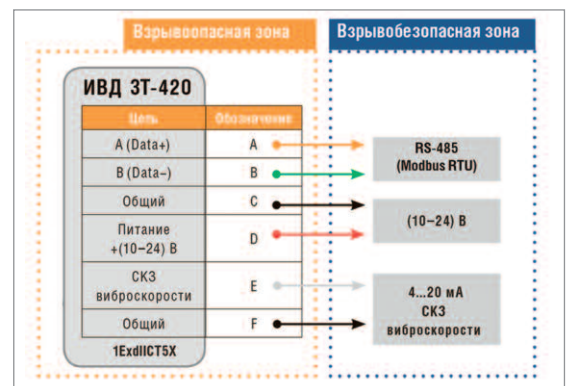 Взрывоопасная зона
Взрывобезопасная зона
ИВД 3Т-420
Цепь Обозначение
A (Data+) A
B (Data–) B
Общий C
Питание
+(10–24) В D
СКЗ
виброскорости E
Общий F
1ExdIICT5X
RS-485
(Modbus RTU)
(10–24) В
4...20 мА
СКЗ
виброскорости